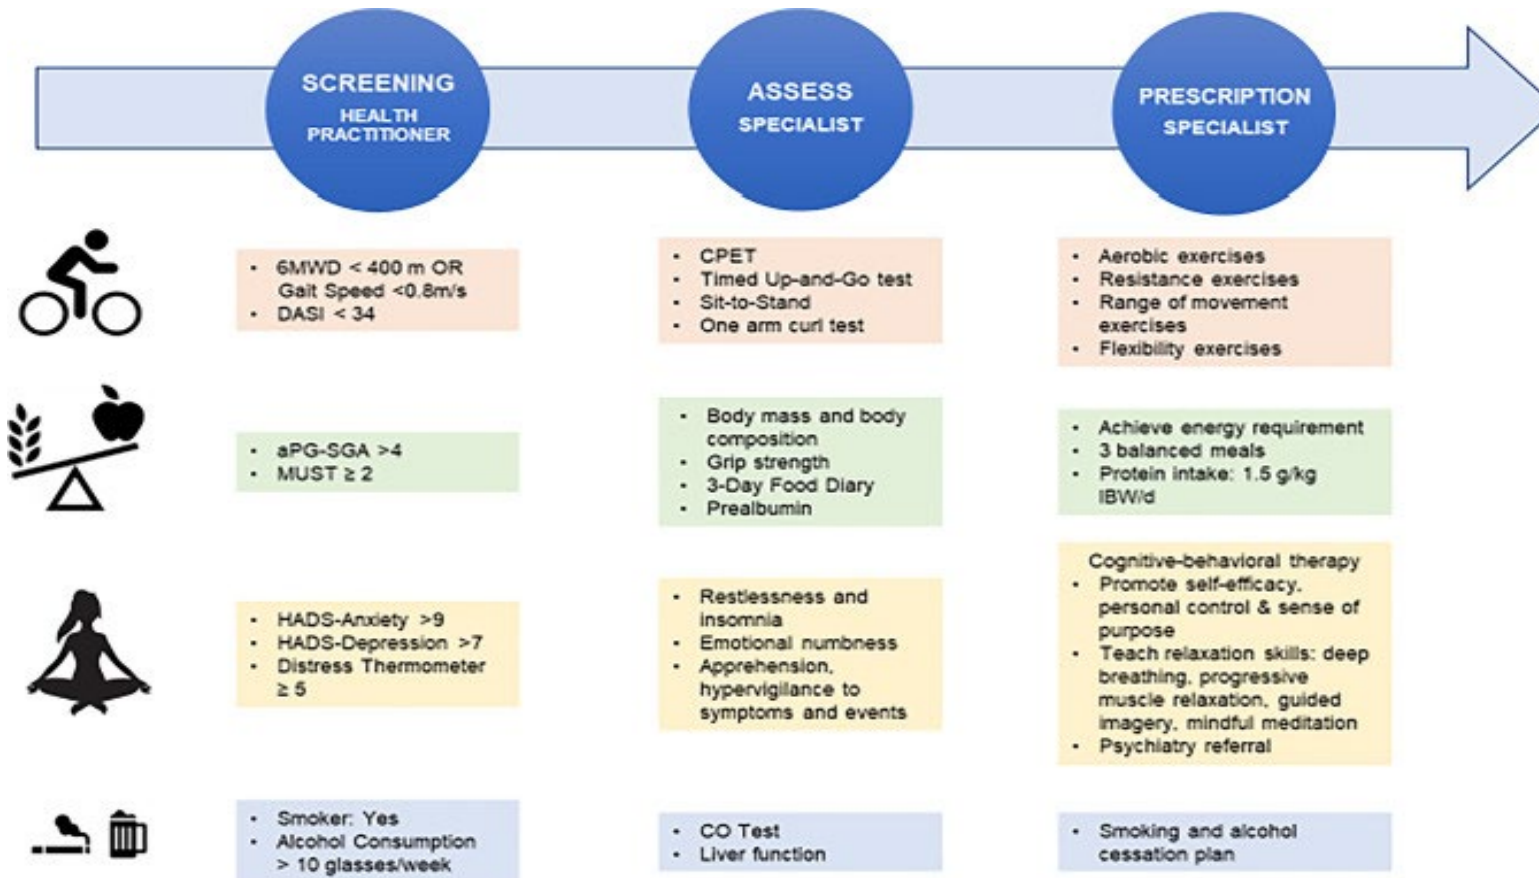 SCREENING
HEALTH
PRACTITIONER
ASSESS
SPECIALIST
PRESCRIPTION
SPECIALIST
• 6MWD < 400 m OR
Gait Speed <0.8m/s
• DASI < 34
• CPET
• Timed Up-and-Go test
• Sit-to-Stand
• One arm curl test
• Aerobic exercises
• Resistance exercises
• Range of movement
exercises
• Flexibility exercises
• aPG-SGA >4
• MUST ≥ 2
• Body mass and body
composition
• Grip strength
• 3-Day Food Diary
• Prealbumin
• Achieve energy requirement
• 3 balanced meals
• Protein intake: 1.5 g/kg
IBW/d
• HADS-Anxiety >9
• HADS-Depression >7
• Distress Thermometer
≥ 5
• Restlessness and
insomnia
• Emotional numbness
• Apprehension,
hypervigilance to
symptoms and events
Cognitive-behavioral therapy
• Promote self-efficacy,
personal control & sense of
purpose
• Teach relaxation skills: deep
breathing, progressive
muscle relaxation, guided
imagery, mindful meditation
• Psychiatry referral
• Smoker: Yes
• Alcohol Consumption
> 10 glasses/week
• CO Test
• Liver function
• Smoking and alcohol
cessation plan